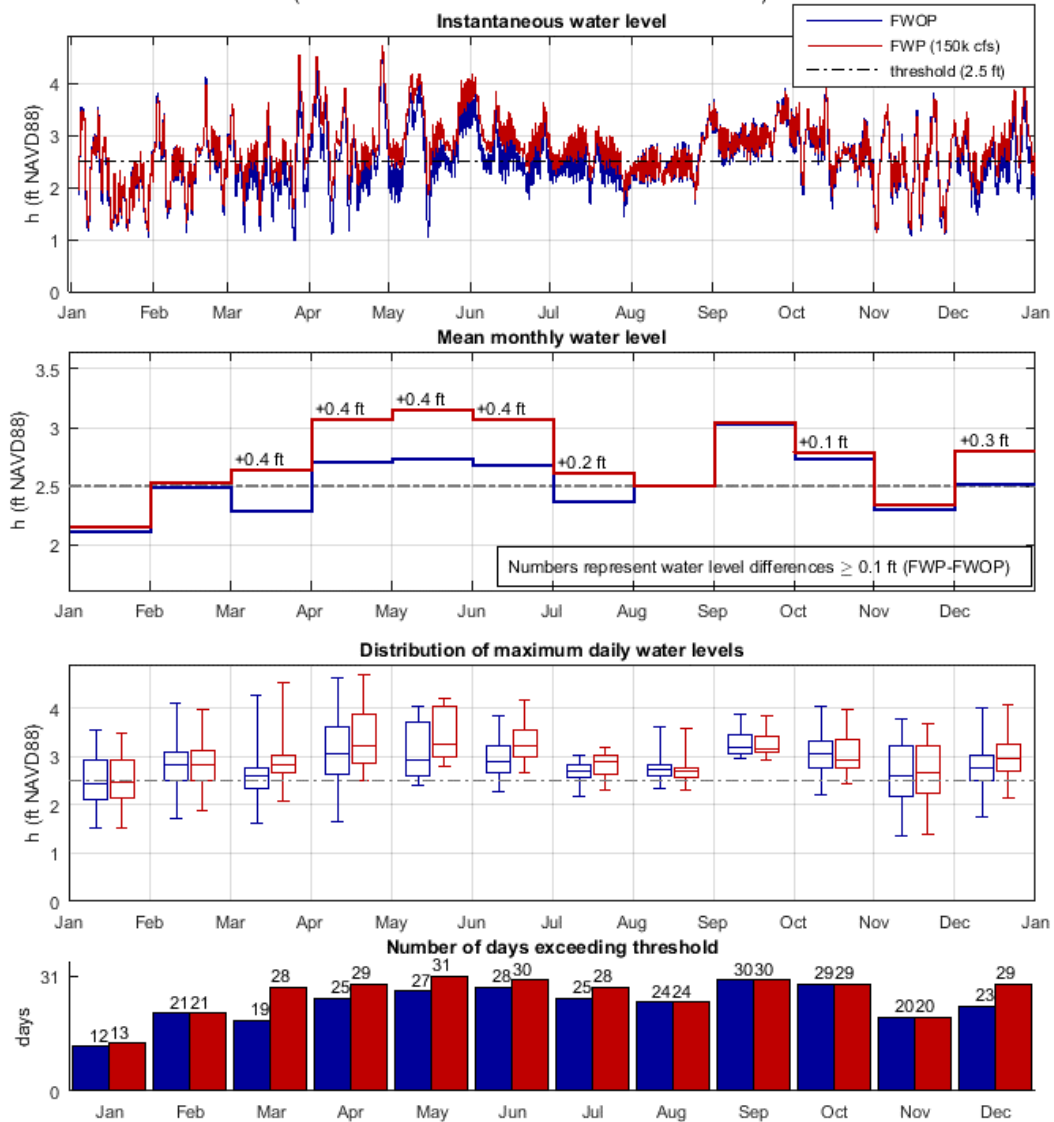 Instantaneous water level
FWOP
FWP (150k cfs)
threshold (2.5 ft)
h (ft NAVD88)
4
3
2
1
0
Jan Feb Mar Apr May Jun Jul Aug Sep Oct Nov Dec Jan
Mean monthly water level
h (ft NAVD88)
3.5
3
2.5
2
+0.4 ft
+0.4 ft
+0.4 ft
+0.4 ft
+0.2 ft
+0.1 ft
+0.3 ft
Numbers represent water level differences ≥ 0.1 ft (FWP-FWOP)
Jan Feb Mar Apr May Jun Jul Aug Sep Oct Nov Dec
Distribution of maximum daily water levels
h (ft NAVD88)
4
3
2
1
0
Jan Feb Mar Apr May Jun Jul Aug Sep Oct Nov Dec Jan
Number of days exceeding threshold
days
31
0
12 13 21 21 19 28 25 29 27 31 28 30 25 28 24 24 30 30 29 29 20 20 23 29
Jan Feb Mar Apr May Jun Jul Aug Sep Oct Nov Dec